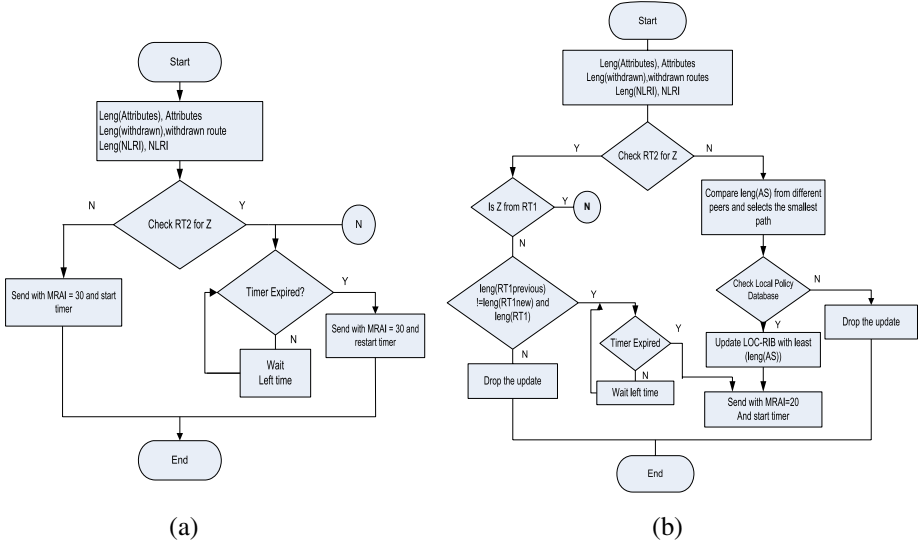 Start
Leng(Attributes), Attributes
Leng(withdrawn),withdrawn route
Leng(NLRI), NLRI
N
Check RT2 for Z
Y
N
Send with MRAI = 30 and start
timer
Timer Expired?
Y
Send with MRAI = 30 and
restart timer
N
Wait
Left time
End
(a)
Start
Leng(Attributes), Attributes
Leng(withdrawn),withdrawn routes
Leng(NLRI), NLRI
Y
Check RT2 for Z
N
Is Z from RT1
Y
N
N
Compare leng(AS) from different
peers and selects the smallest
path
leng(RT1previous)
!=leng(RT1new) and
leng(RT1)
Y
N
Timer Expired
Y
N
Wait left time
Drop the update
Check Local Policy
Database
N
Y
Drop the update
Update LOC-RIB with least
(leng(AS))
Send with MRAI=20
And start timer
End
(b)